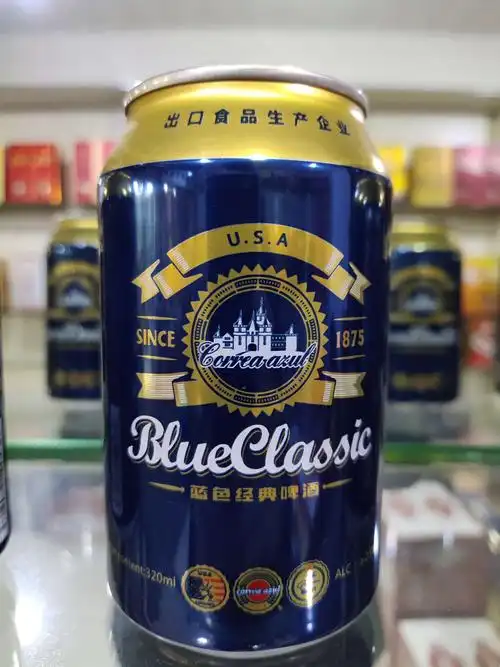 出口食品生产企业
U.S.A
SINCE 1875
Correa azul
BlueClassic
蓝色经典啤酒
320ml
ALC